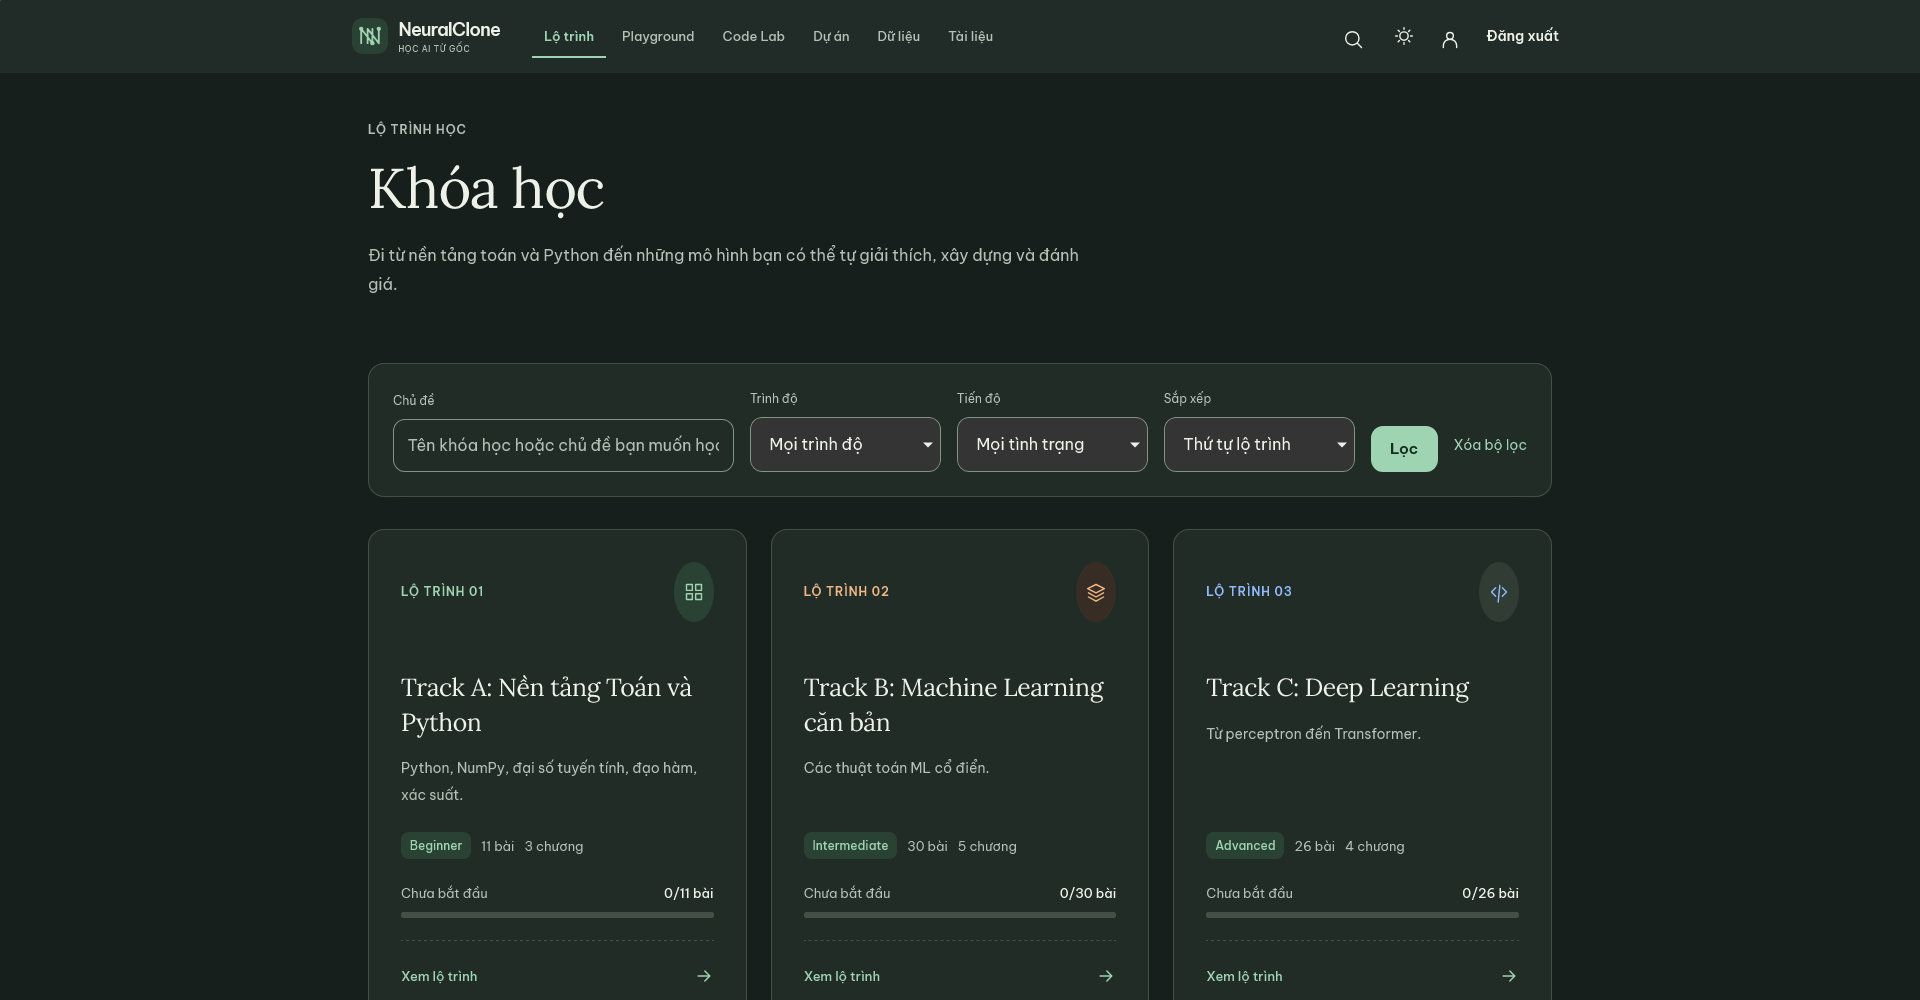 NeuralClone
HỌC AI TỪ GỐC
Lộ trình
Playground
Code Lab
Dự án
Dữ liệu
Tài liệu
Đăng xuất
LỘ TRÌNH HỌC
Khóa học
Đi từ nền tảng toán và Python đến những mô hình bạn có thể tự giải thích, xây dựng và đánh
giá.
Chủ đề
Tên khóa học hoặc chủ đề bạn muốn học
Trình độ
Mọi trình độ
Tiến độ
Mọi tình trạng
Sắp xếp
Thứ tự lộ trình
Lọc
Xóa bộ lọc
LỘ TRÌNH 01
Track A: Nền tảng Toán và
Python
Python, NumPy, đại số tuyến tính, đạo hàm,
xác suất.
Beginner 11 bài 3 chương
Chưa bắt đầu 0/11 bài
Xem lộ trình
LỘ TRÌNH 02
Track B: Machine Learning
căn bản
Các thuật toán ML cổ điển.
Intermediate 30 bài 5 chương
Chưa bắt đầu 0/30 bài
Xem lộ trình
LỘ TRÌNH 03
Track C: Deep Learning
Từ perceptron đến Transformer.
Advanced 26 bài 4 chương
Chưa bắt đầu 0/26 bài
Xem lộ trình